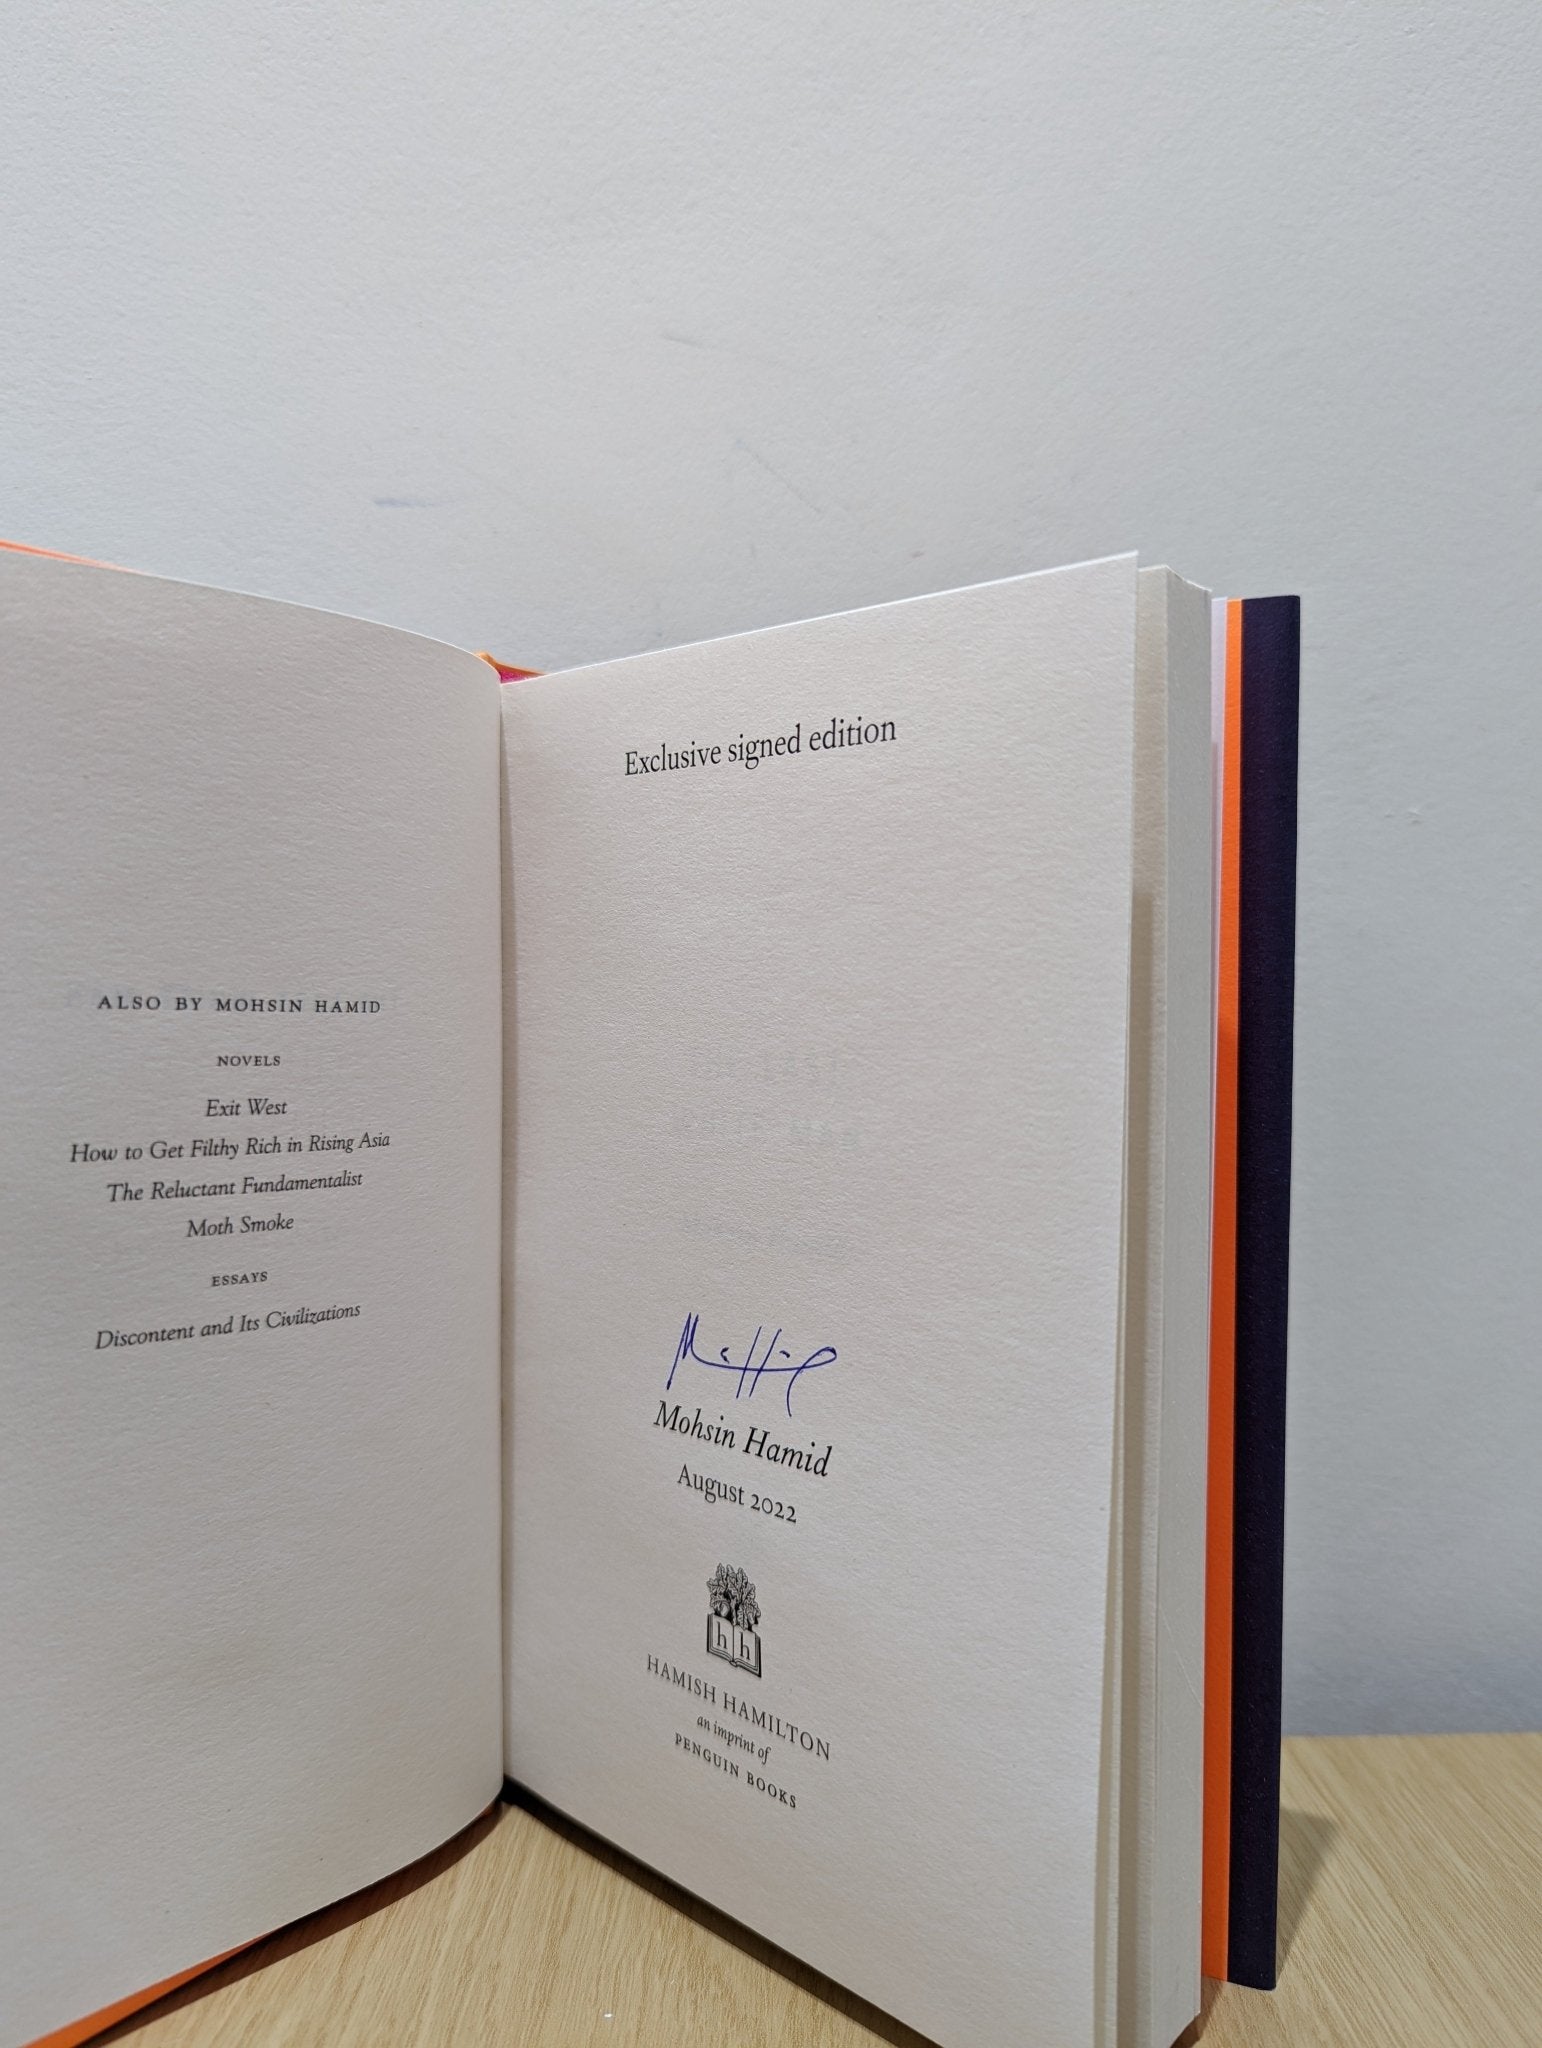 ALSO BY MOHSIN HAMID
NOVELS
Exit West
How to Get Filthy Rich in Rising Asia
The Reluctant Fundamentalist
Moth Smoke
ESSAYS
Discontent and Its Civilizations
Exclusive signed edition
Mohsin Hamid
August 2022
h h
HAMISH HAMILTON
an imprint of
PENGUIN BOOKS